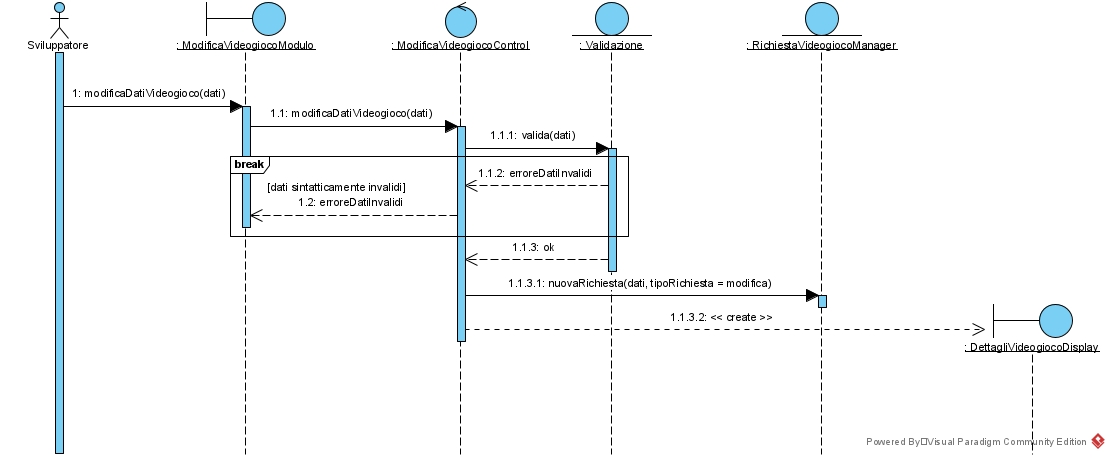 Sviluppatore
: ModificaVideogiocoModulo
: ModificaVideogiocoControl
: Validazione
: RichiestaVideogiocoManager
1: modificaDatiVideogioco(dati)
1.1: modificaDatiVideogioco(dati)
1.1.1: valida(dati)
break
1.1.2: erroreDatiInvalidi
[dati sintatticamente invalidi]
1.2: erroreDatiInvalidi
1.1.3: ok
1.1.3.1: nuovaRichiesta(dati, tipoRichiesta = modifica)
1.1.3.2: << create >>
: DettagliVideogiocoDisplay
Powered By Visual Paradigm Community Edition